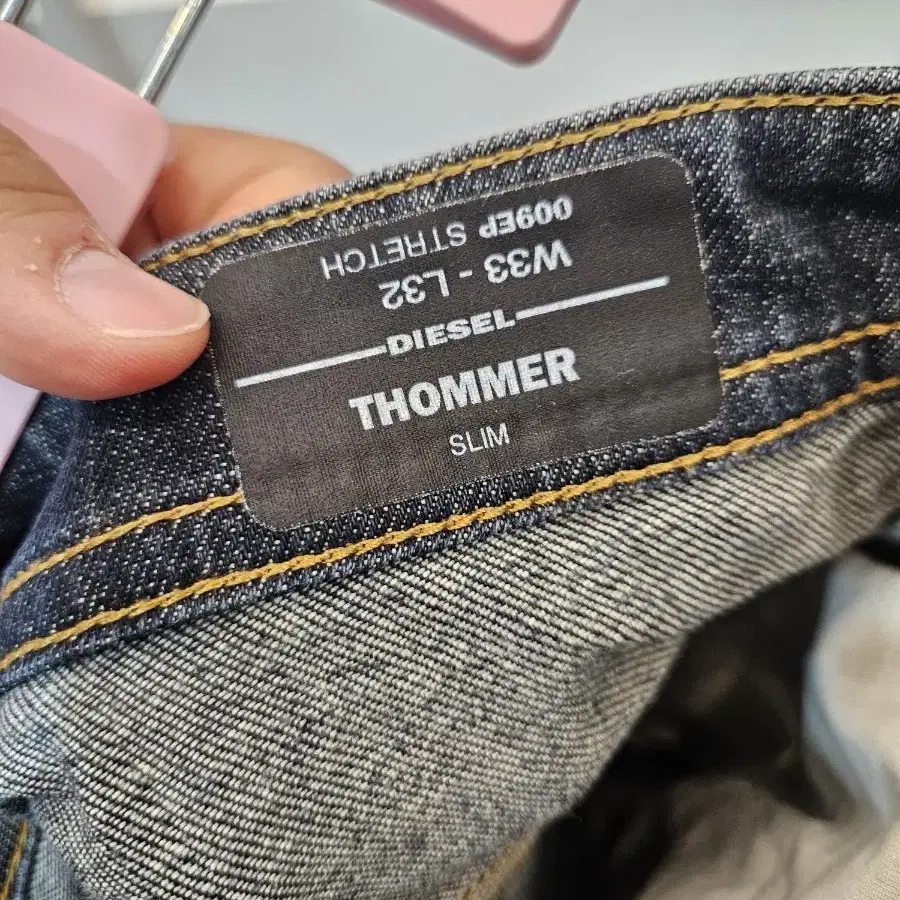 009EP STRETCH
W33 - L32
DIESEL
THOMMER
SLIM